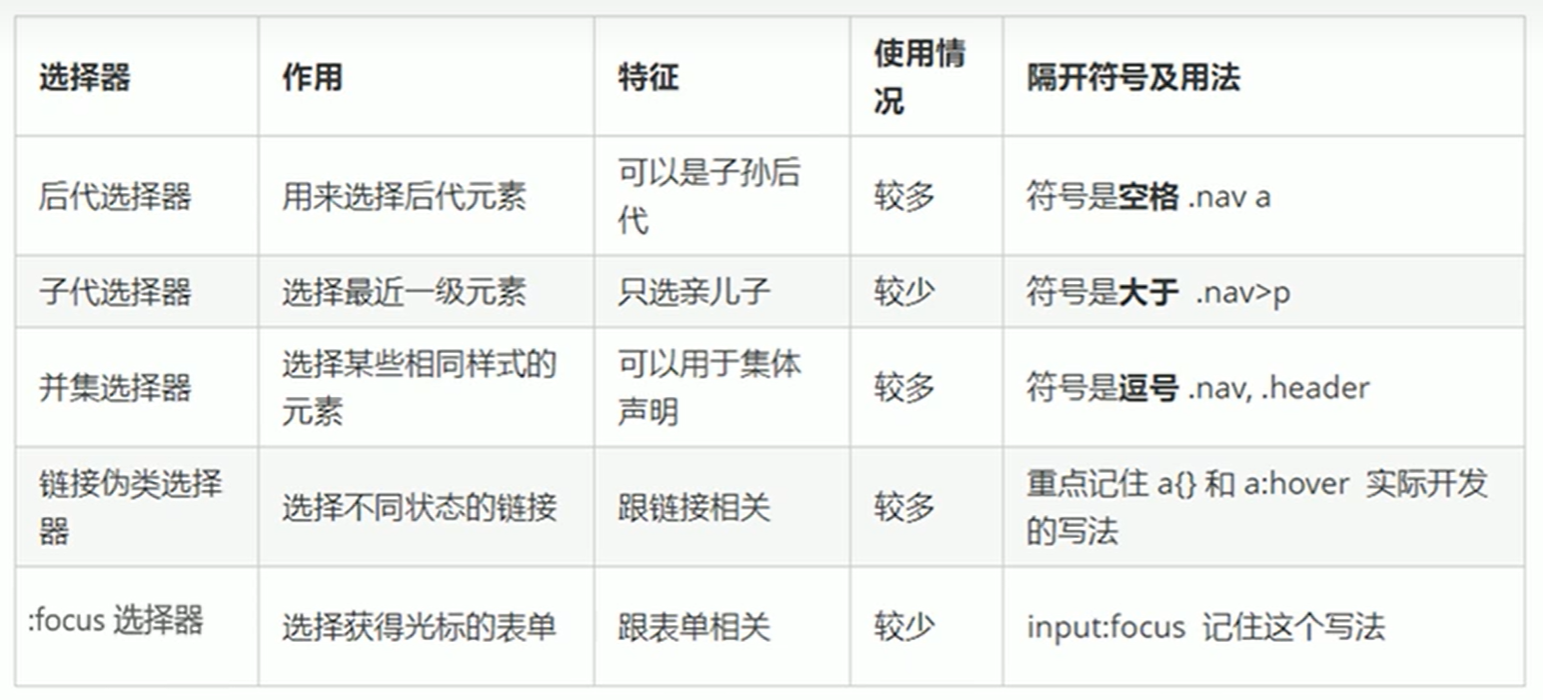 选择器 作用 特征 使用情况 隔开符号及用法
后代选择器 用来选择后代元素 可以是子孙后代 较多 符号是空格 .nav a
子代选择器 选择最近一级元素 只选亲儿子 较少 符号是大于 .nav>p
并集选择器 选择某些相同样式的元素 可以用于集体声明 较多 符号是逗号 .nav, .header
链接伪类选择器 选择不同状态的链接 跟链接相关 较多 重点记住 a{} 和 a:hover 实际开发的写法
:focus 选择器 选择获得光标的表单 跟表单相关 较少 input:focus 记住这个写法